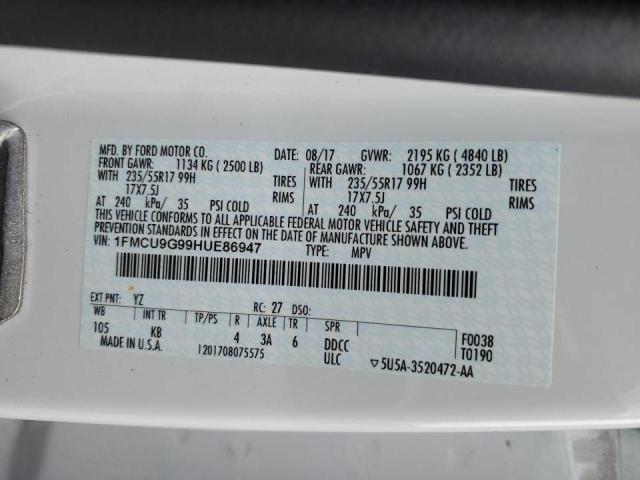 MFD. BY FORD MOTOR CO.
DATE: 08/17 GVWR: 2195 KG ( 4840 LB)
FRONT GAWR: 1134 KG ( 2500 LB) REAR GAWR: 1067 KG ( 2352 LB)
WITH 235/55R17 99H TIRES WITH 235/55R17 99H TIRES
17X7.5J RIMS 17X7.5J RIMS
AT 240 kPa/ 35 PSI COLD AT 240 kPa/ 35 PSI COLD
THIS VEHICLE CONFORMS TO ALL APPLICABLE FEDERAL MOTOR VEHICLE SAFETY AND THEFT
PREVENTION STANDARDS IN EFFECT ON THE DATE OF MANUFACTURE SHOWN ABOVE.
VIN: 1FMCU9G99HUE86947 TYPE: MPV
EXT PNT: YZ RC: 27 DSO:
WB INT TR TP/PS R AXLE TR SPR F0038
105 KB 4 3A 6 DDCC T0190
MADE IN U.S.A. 1201708075575 ULC ▽5U5A-3520472-AA